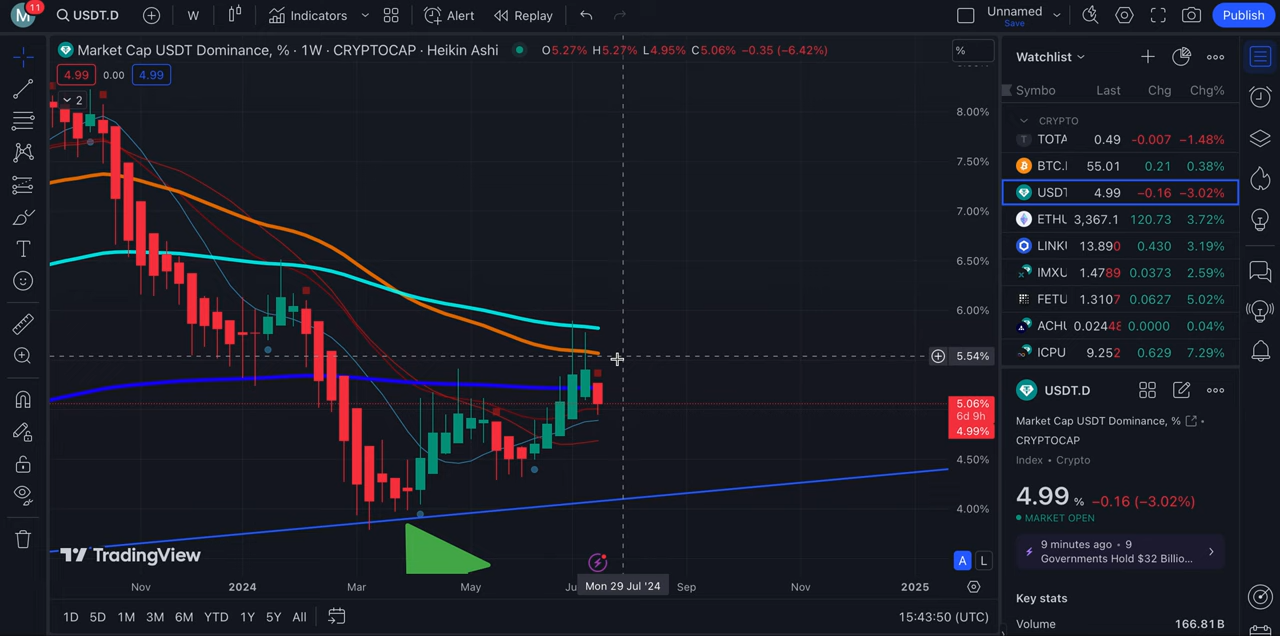 M 11 USDT.D W Indicators Alert Replay Unnamed Save Publish
Market Cap USDT Dominance, % · 1W · CRYPTOCAP · Heikin Ashi O5.27% H5.27% L4.95% C5.06% −0.35 (−6.42%)
%
4.99 0.00 4.99
2
8.00%
7.50%
7.00%
6.50%
6.00%
5.54%
5.06%
6d 9h
4.99%
4.50%
4.00%
TradingView
A L
Nov 2024 Mar May Mon 29 Jul '24 Sep Nov 2025
1D 5D 1M 3M 6M YTD 1Y 5Y All 15:43:50 (UTC)
Watchlist
Symbo Last Chg Chg%
CRYPTO
T TOTA 0.49 −0.007 −1.48%
BTC. 55.01 0.21 0.38%
USDT 4.99 −0.16 −3.02%
ETHU 3,367.1 120.73 3.72%
LINKU 13.890 0.430 3.19%
IMXU 1.4789 0.0373 2.59%
FETU 1.3107 0.0627 5.02%
ACHU 0.02448 0.0000 0.04%
ICPU 9.252 0.629 7.29%
USDT.D
Market Cap USDT Dominance, % ·
CRYPTOCAP
Index · Crypto
4.99 % −0.16 (−3.02%)
MARKET OPEN
9 minutes ago · 9
Governments Hold $32 Billio...
Key stats
Volume 166.81B